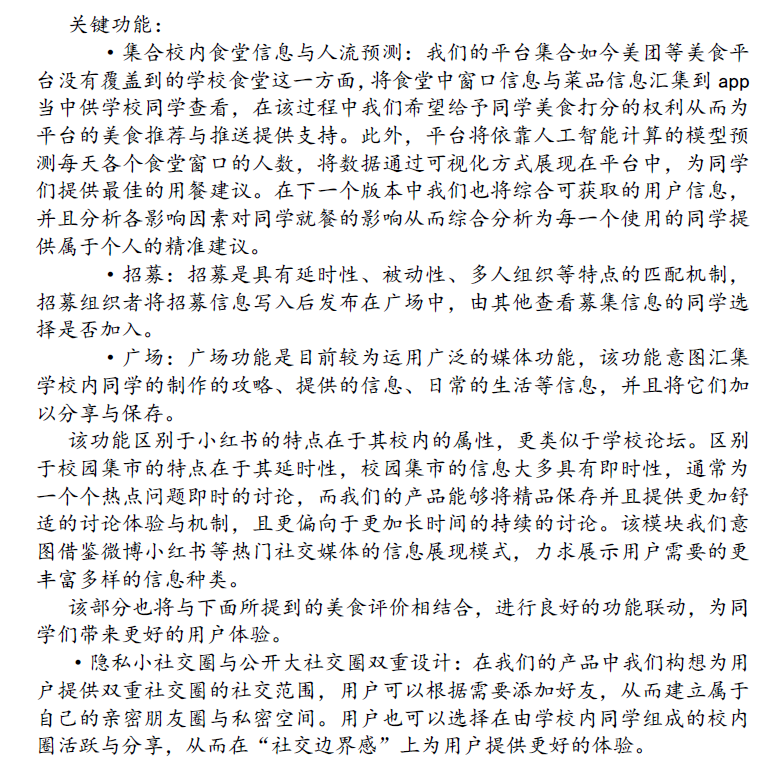 关键功能：
·集合校内食堂信息与人流预测：我们的平台集合如今美团等美食平
台没有覆盖到的学校食堂这一方面，将食堂中窗口信息与菜品信息汇集到 app
当中供学校同学查看，在该过程中我们希望给予同学美食打分的权利从而为
平台的美食推荐与推送提供支持。此外，平台将依靠人工智能计算的模型预
测每天各个食堂窗口的人数，将数据通过可视化方式展现在平台中，为同学
们提供最佳的用餐建议。在下一个版本中我们也将综合可获取的用户信息，
并且分析各影响因素对同学就餐的影响从而综合分析为每一个使用的同学提
供属于个人的精准建议。
·招募：招募是具有延时性、被动性、多人组织等特点的匹配机制，
招募组织者将招募信息写入后发布在广场中，由其他查看募集信息的同学选
择是否加入。
·广场：广场功能是目前较为运用广泛的媒体功能，该功能意图汇集
学校内同学的制作的攻略、提供的信息、日常的生活等信息，并且将它们加
以分享与保存。
该功能区别于小红书的特点在于其校内的属性，更类似于学校论坛。区别
于校园集市的特点在于其延时性，校园集市的信息大多具有即时性，通常为
一个个热点问题即时的讨论，而我们的产品能够将精品保存并且提供更加舒
适的讨论体验与机制，且更偏向于更加长时间的持续的讨论。该模块我们意
图借鉴微博小红书等热门社交媒体的信息展现模式，力求展示用户需要的更
丰富多样的信息种类。
该部分也将与下面所提到的美食评价相结合，进行良好的功能联动，为同
学们带来更好的用户体验。
·隐私小社交圈与公开大社交圈双重设计：在我们的产品中我们构想为用
户提供双重社交圈的社交范围，用户可以根据需要添加好友，从而建立属于
自己的亲密朋友圈与私密空间。用户也可以选择在由学校内同学组成的校内
圈活跃与分享，从而在“社交边界感”上为用户提供更好的体验。